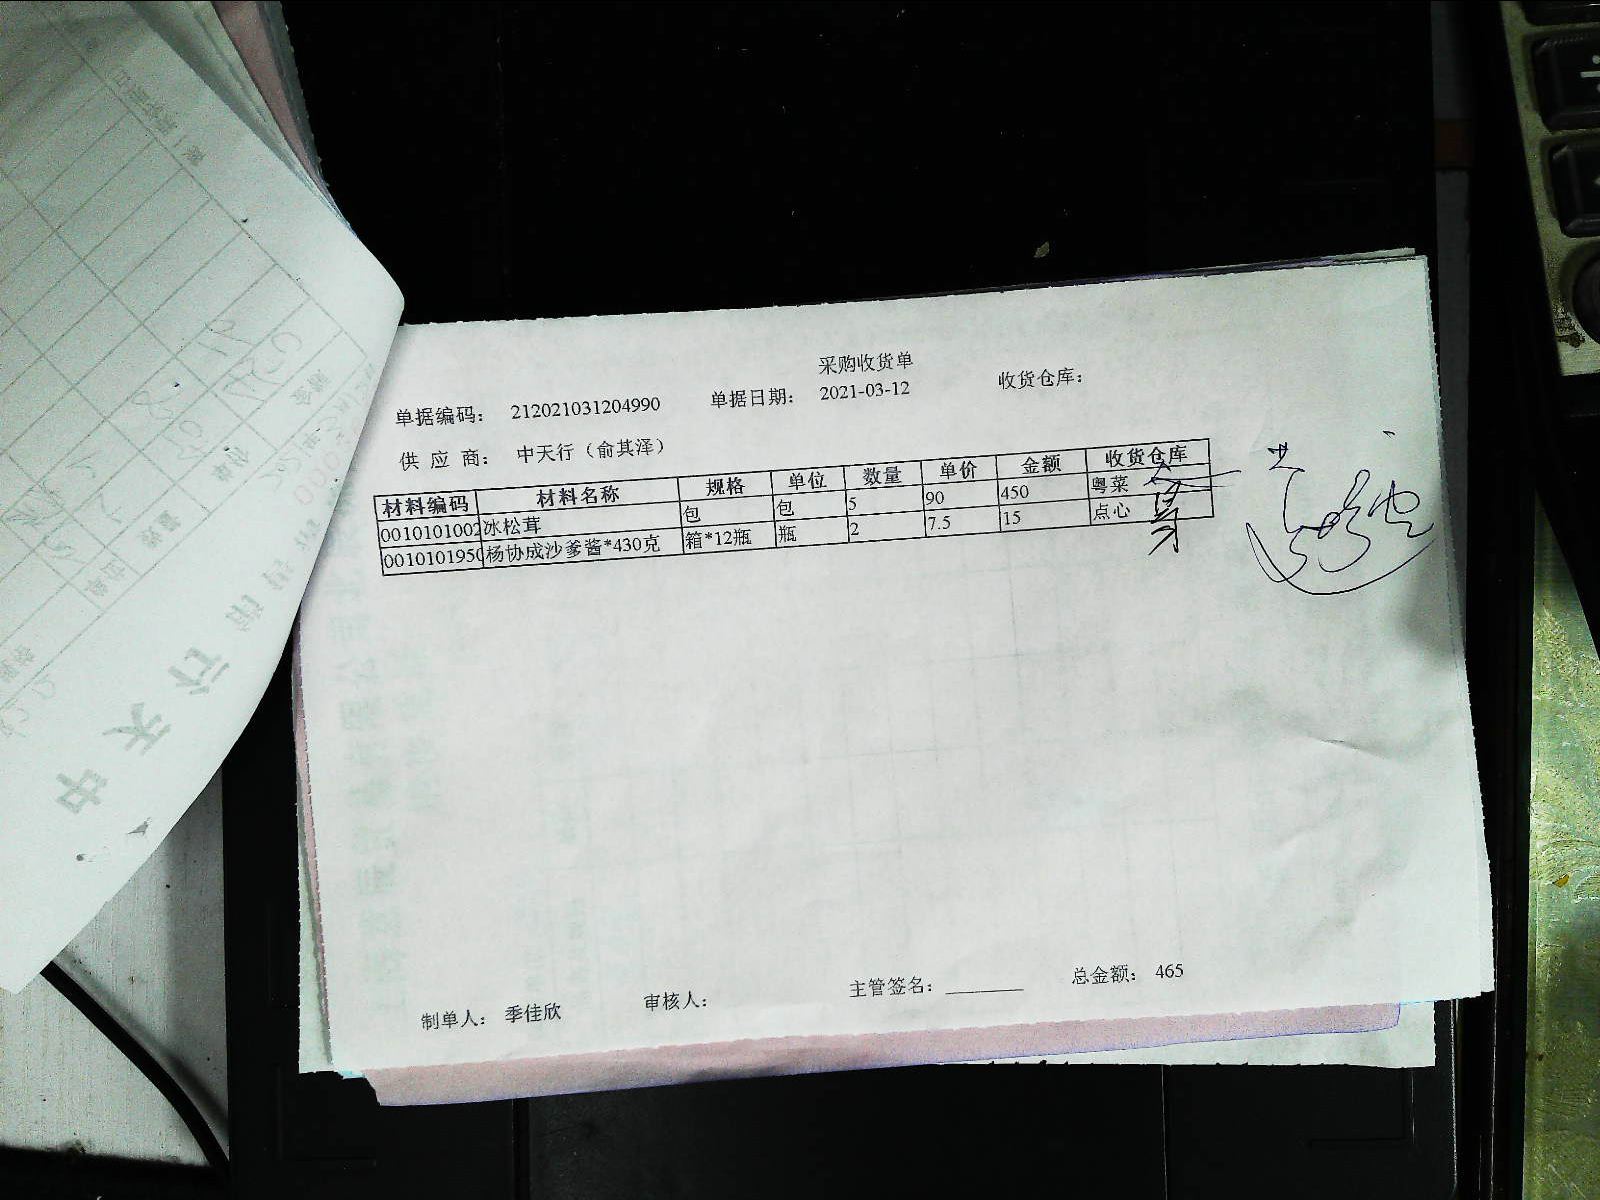 采购收货单
单据编码： 212021031204990 单据日期： 2021-03-12 收货仓库：
供 应 商： 中天行（俞其泽）
材料编码 材料名称 规格 单位 数量 单价 金额 收货仓库
0010101002 冰松茸 包 包 5 90 450 粤菜
0010101950 杨协成沙爹酱*430克 箱*12瓶 瓶 2 7.5 15 点心
制单人： 季佳欣 审核人： 主管签名： 总金额： 465
中天行